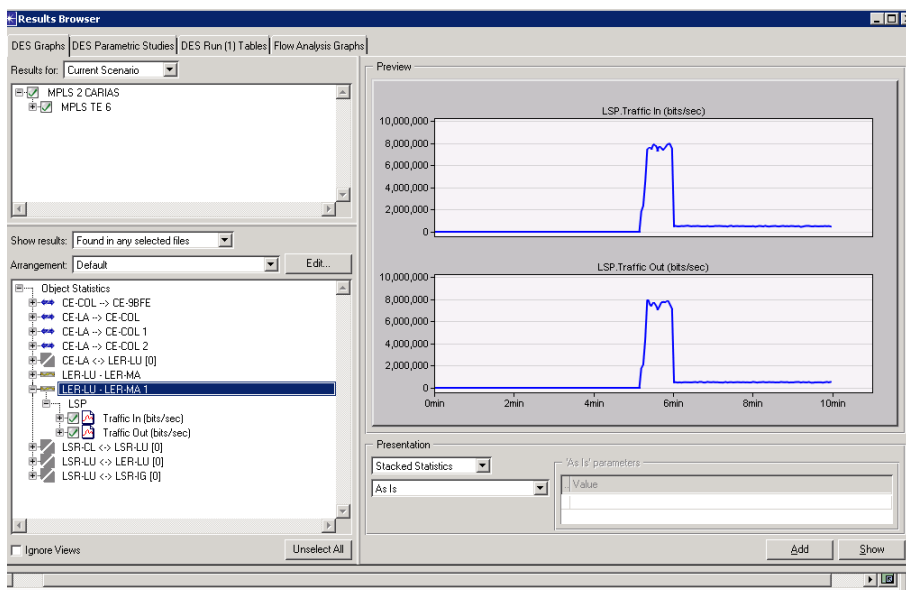 Results Browser
DES Graphs DES Parametric Studies DES Run (1) Tables Flow Analysis Graphs
Results for: Current Scenario
MPLS 2 CARIAS
MPLS TE 6
Show results: Found in any selected files
Arrangement: Default Edit...
Object Statistics
CE-COL --> CE-9BFE
CE-LA --> CE-COL
CE-LA --> CE-COL 1
CE-LA --> CE-COL 2
CE-LA <-> LER-LU [0]
LER-LU - LER-MA
LER-LU - LER-MA 1
LSP
Traffic In (bits/sec)
Traffic Out (bits/sec)
LSR-CL <-> LSR-LU [0]
LSR-LU <-> LER-LU [0]
LSR-LU <-> LSR-IG [0]
Ignore Views Unselect All
Preview
LSP.Traffic In (bits/sec)
10,000,000
8,000,000
6,000,000
4,000,000
2,000,000
0
LSP.Traffic Out (bits/sec)
10,000,000
8,000,000
6,000,000
4,000,000
2,000,000
0
0min 2min 4min 6min 8min 10min
Presentation
Stacked Statistics
As Is
'As Is' parameters
... Value
Add Show